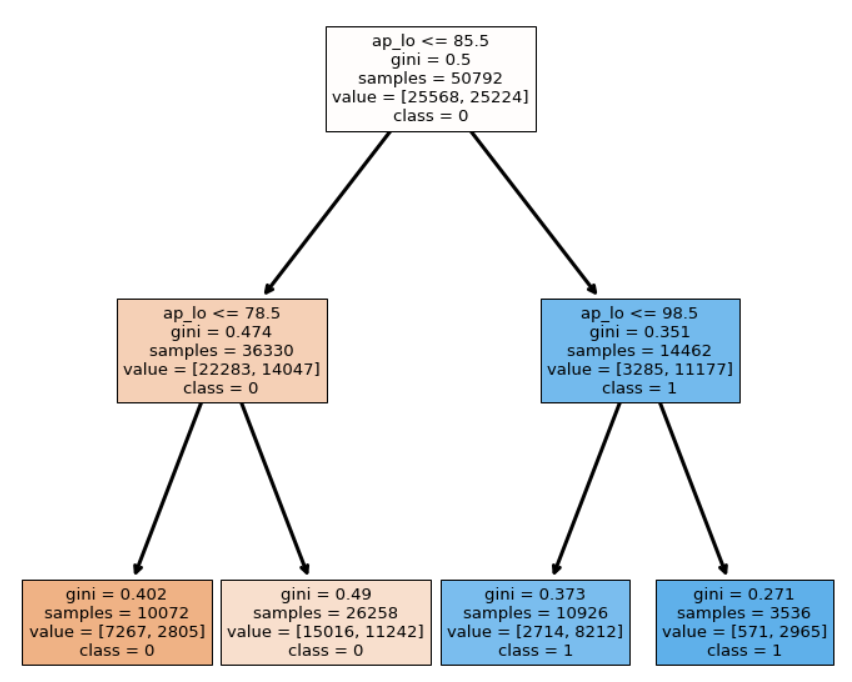 ap_lo <= 85.5
gini = 0.5
samples = 50792
value = [25568, 25224]
class = 0
ap_lo <= 78.5
gini = 0.474
samples = 36330
value = [22283, 14047]
class = 0
ap_lo <= 98.5
gini = 0.351
samples = 14462
value = [3285, 11177]
class = 1
gini = 0.402
samples = 10072
value = [7267, 2805]
class = 0
gini = 0.49
samples = 26258
value = [15016, 11242]
class = 0
gini = 0.373
samples = 10926
value = [2714, 8212]
class = 1
gini = 0.271
samples = 3536
value = [571, 2965]
class = 1